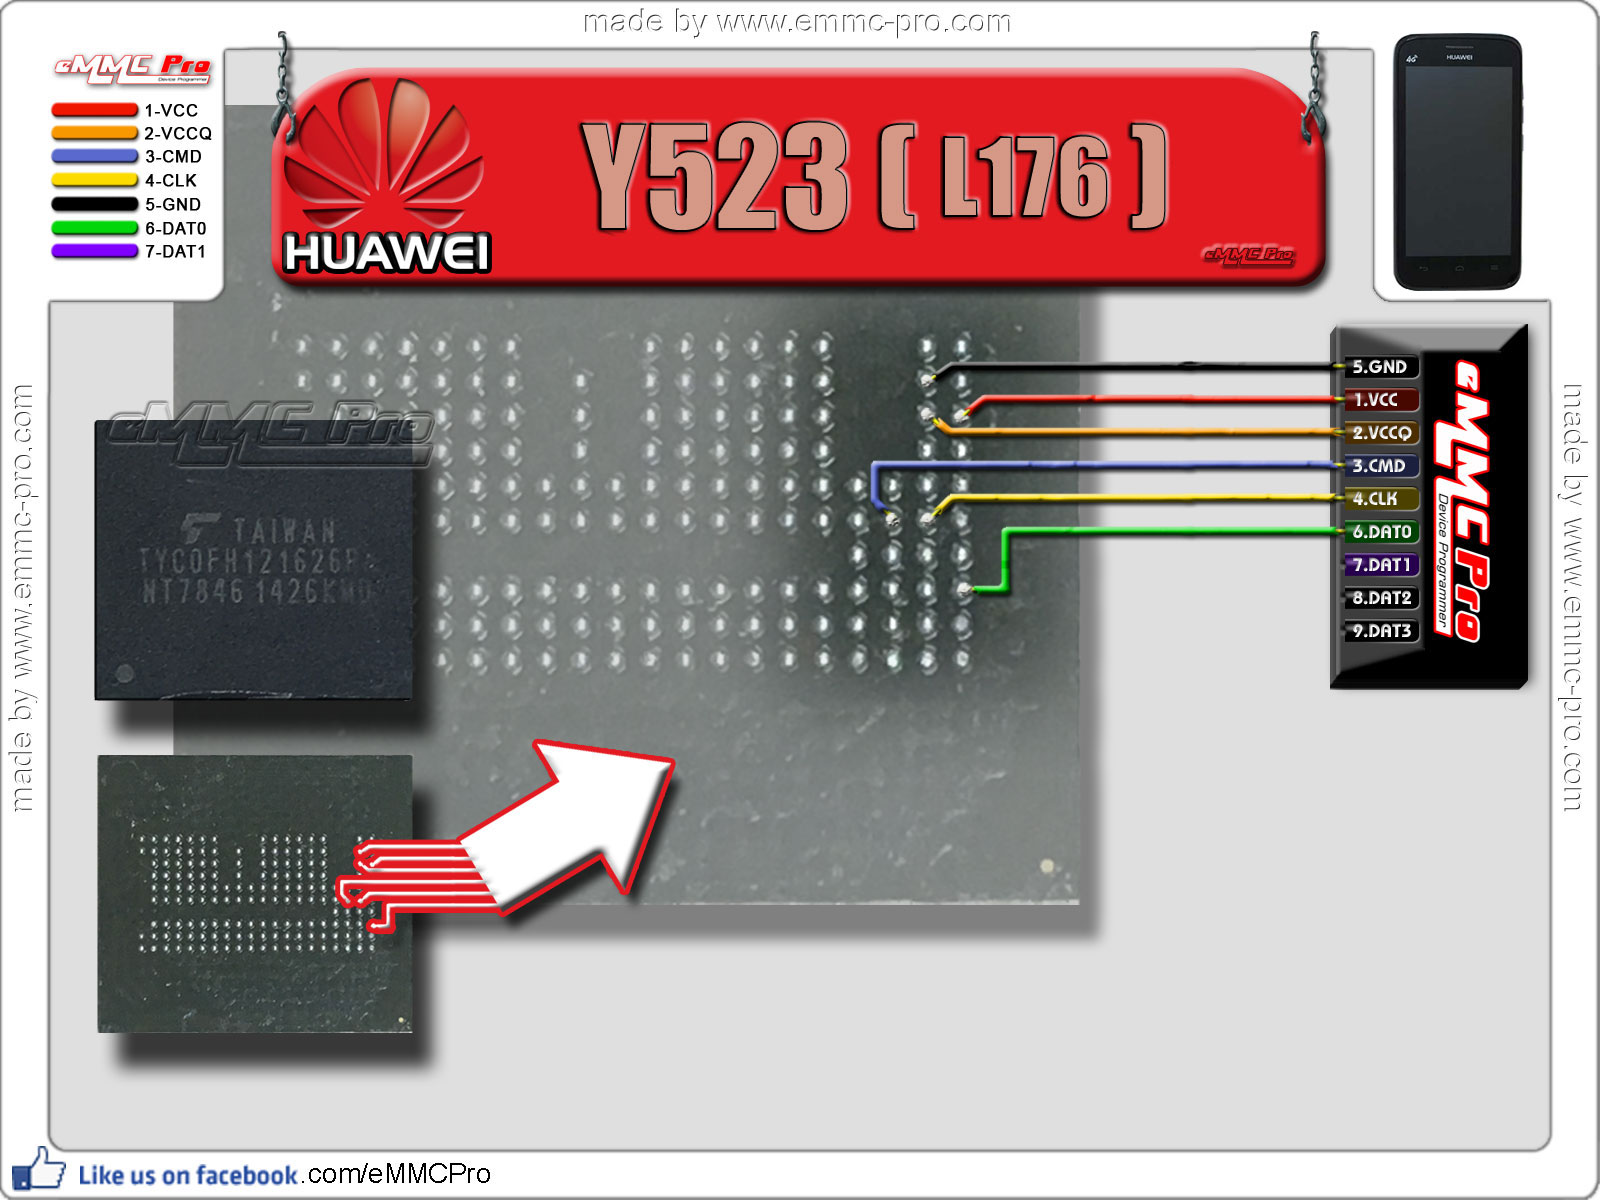 made by www.emmc-pro.com
eMMC Pro
Device Programmer
1-VCC
2-VCCQ
3-CMD
4-CLK
5-GND
6-DAT0
7-DAT1
HUAWEI
Y523 ( L176 )
eMMC Pro
4G
HUAWEI
made by www.emmc-pro.com
eMMC Pro
TAIWAN
TYC0FH121626
NT7846 1426KM
5.GND
1.VCC
2.VCCQ
3.CMD
4.CLK
6.DAT0
7.DAT1
8.DAT2
9.DAT3
eMMC Pro
Device Programmer
made by www.emmc-pro.com
Like us on facebook.com/eMMCPro